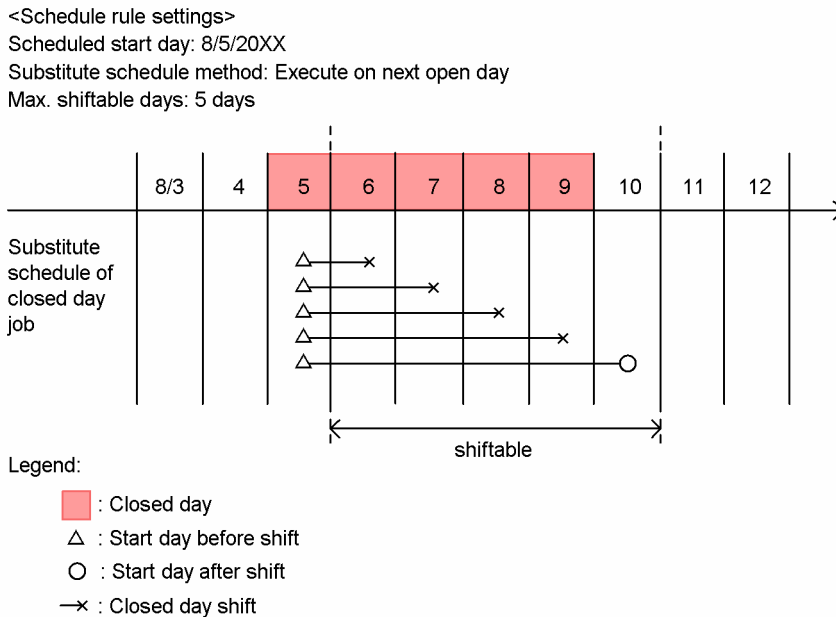 <Schedule rule settings>
Scheduled start day: 8/5/20XX
Substitute schedule method: Execute on next open day
Max. shiftable days: 5 days
8/3 4 5 6 7 8 9 10 11 12
Substitute
schedule of
closed day
job
shiftable
Legend:
: Closed day
: Start day before shift
: Start day after shift
: Closed day shift